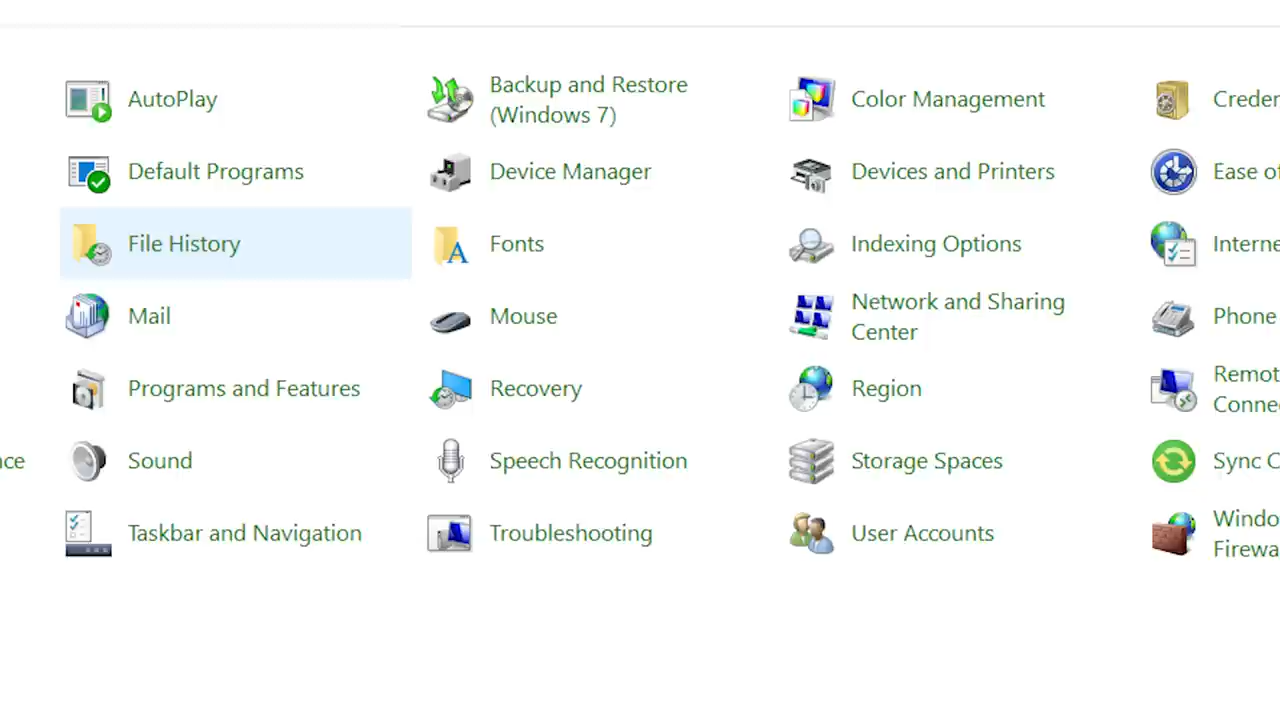 AutoPlay
Backup and Restore
(Windows 7)
Color Management
Default Programs
Device Manager
Devices and Printers
Ease
File History
Fonts
Indexing Options
Mail
Mouse
Network and Sharing
Center
Phone
Programs and Features
Recovery
Region
Sound
Speech Recognition
Storage Spaces
Sync
Taskbar and Navigation
Troubleshooting
User Accounts